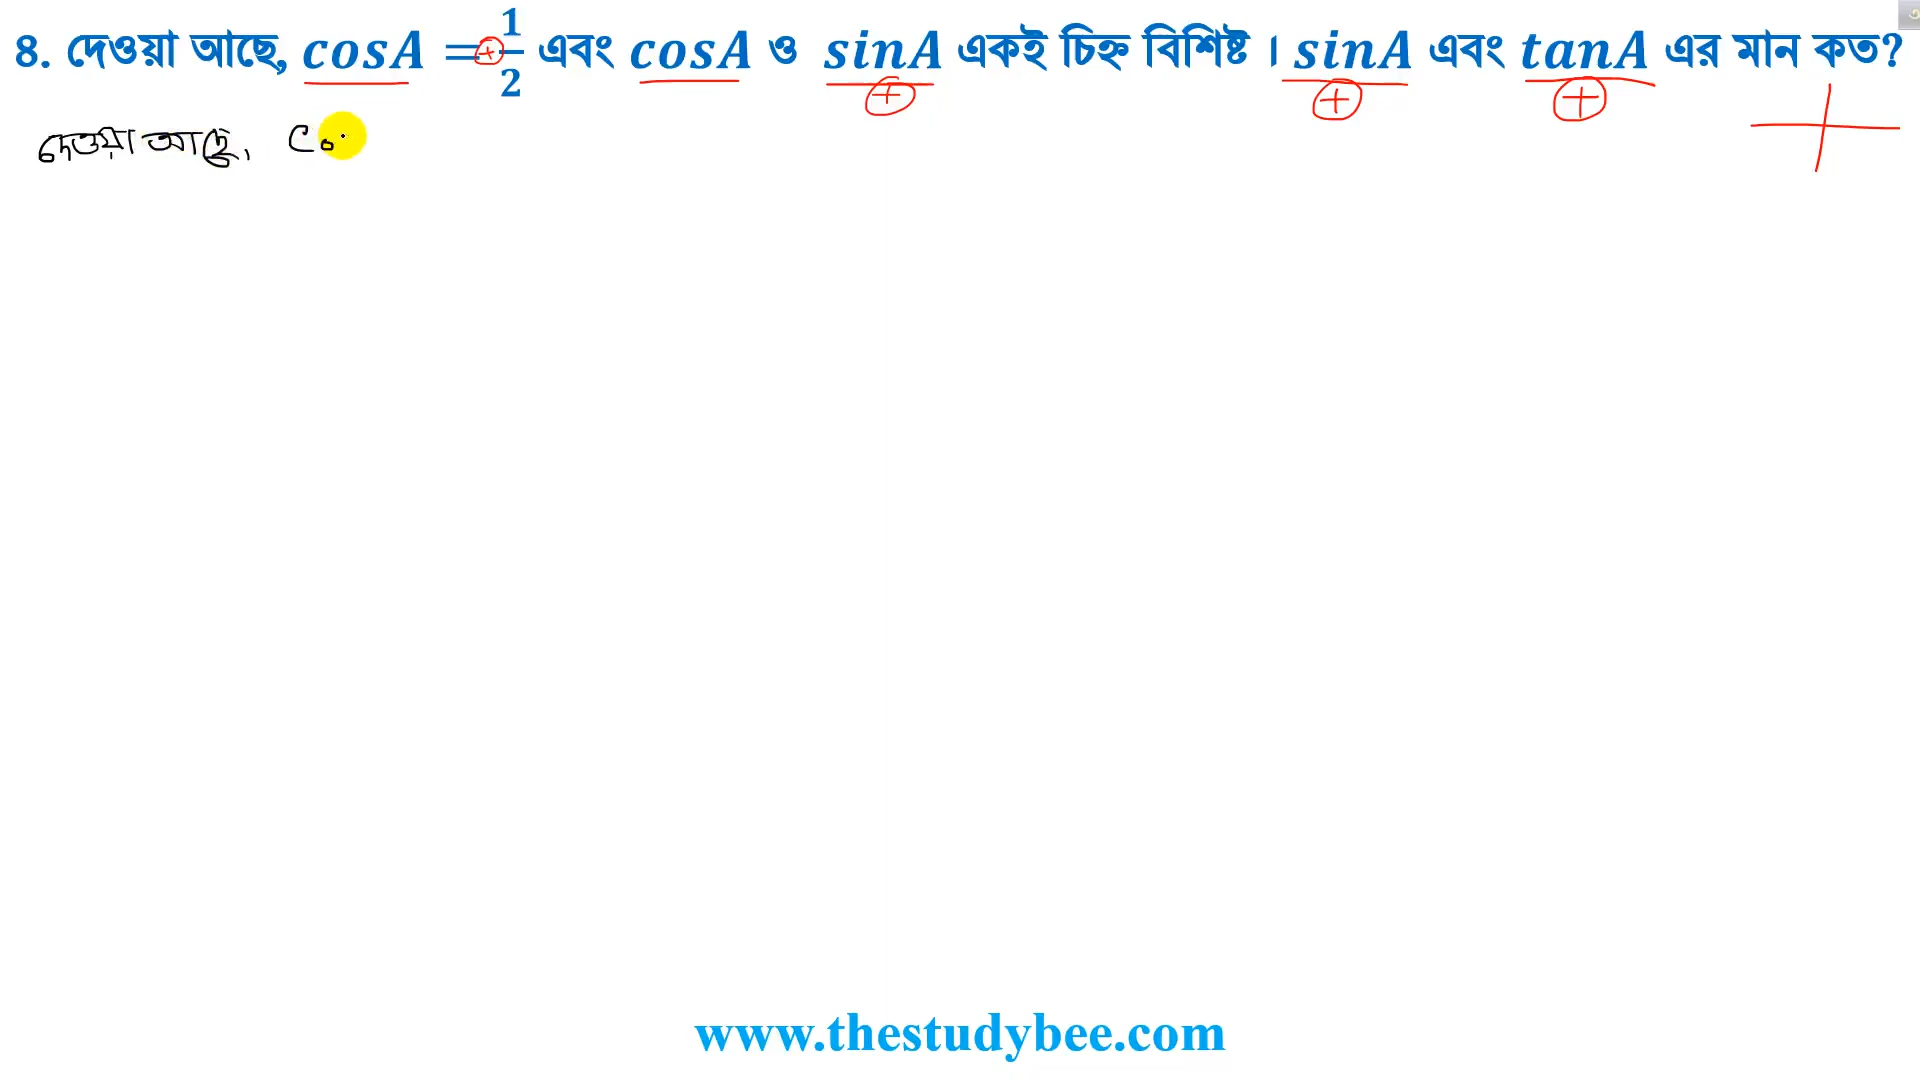 ৪. দেওয়া আছে, cosA = + 1/2 এবং cosA ও sinA একই চিহ্ন বিশিষ্ট । sinA এবং tanA এর মান কত?
+ + +
দেওয়া আছে, Co
www.thestudybee.com